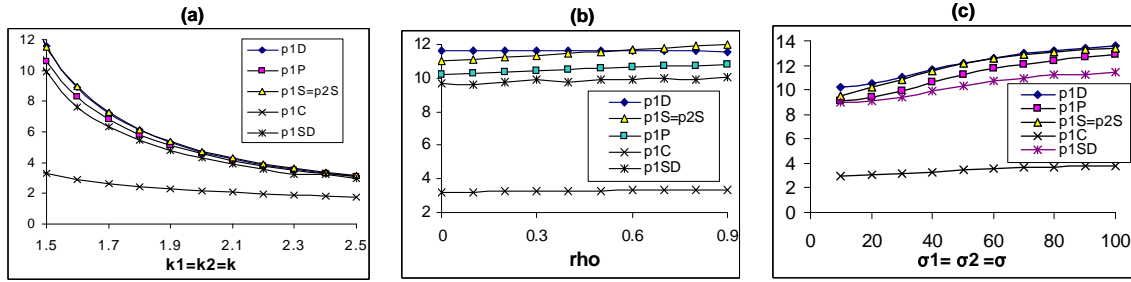 (a)
12
10
8
6
4
2
0
1.5 1.7 1.9 2.1 2.3 2.5
k1=k2=k
p1D
p1P
p1S=p2S
p1C
p1SD
(b)
12
10
8
6
4
2
0 0.3 0.6 0.9
rho
p1D
p1S=p2S
p1P
p1C
p1SD
(c)
14
12
10
8
6
4
2
0
0 20 40 60 80 100
σ1= σ2 =σ
p1D
p1P
p1S=p2S
p1C
p1SD